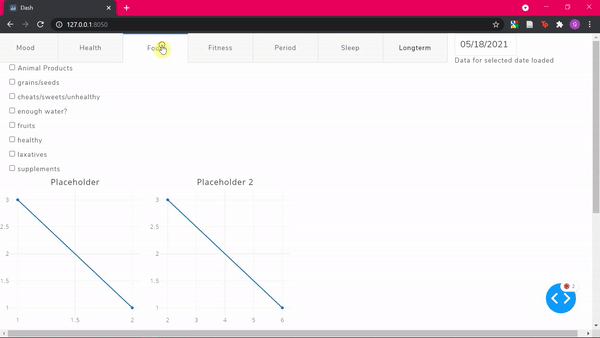 Dash
127.0.0.1:8050
G
Mood Health Fitness Period Sleep Longterm 05/18/2021
Data for selected date loaded
Animal Products
grains/seeds
cheats/sweets/unhealthy
enough water?
fruits
healthy
laxatives
supplements
Placeholder Placeholder 2
3 3
2.5 2.5
2 2
1.5 1.5
1 1
1 1.5 2 2 3 4 5 6